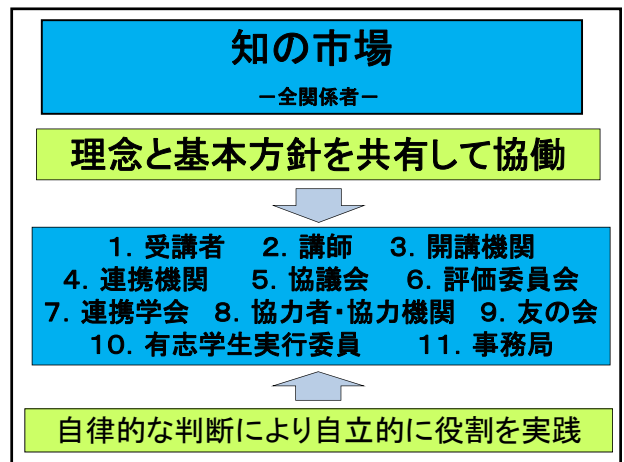 知の市場
－全関係者－
理念と基本方針を共有して協働
１．受講者　２．講師　３．開講機関
４．連携機関　５．協議会　６．評価委員会
７．連携学会　８．協力者・協力機関　９．友の会
１０．有志学生実行委員　１１．事務局
自律的な判断により自立的に役割を実践